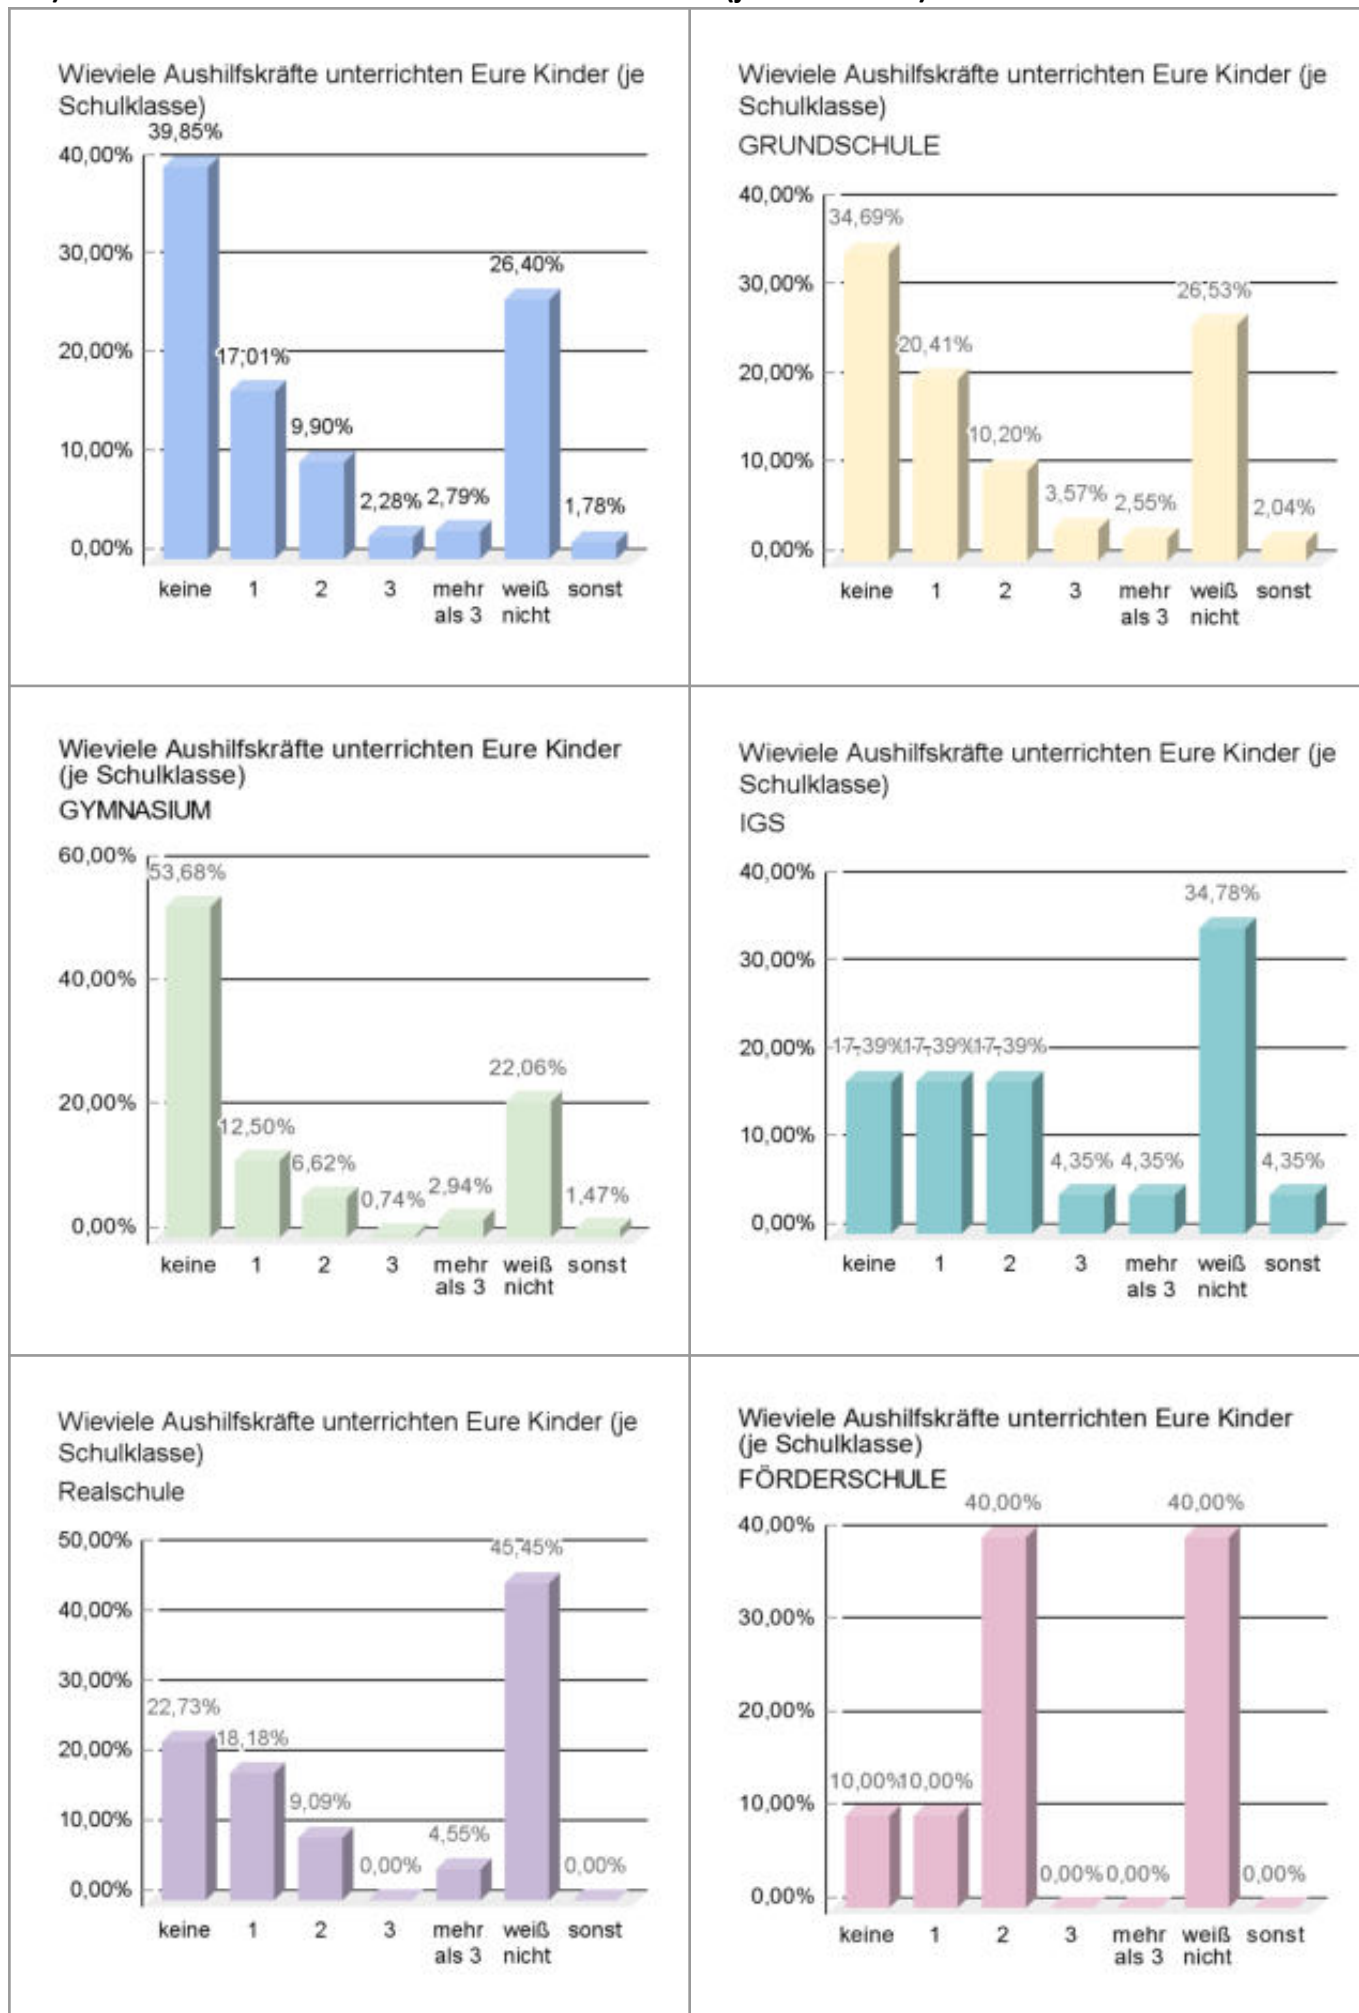 Wieviele Aushilfskräfte unterrichten Eure Kinder (je
Schulklasse)
39,85%
40,00%
30,00%
26,40%
20,00%
17,01%
9,90%
10,00%
2,28% 2,79%
1,78%
0,00%
keine 1 2 3 mehr weiß sonst
als 3 nicht
Wieviele Aushilfskräfte unterrichten Eure Kinder (je
Schulklasse)
GRUNDSCHULE
40,00%
34,69%
30,00%
26,53%
20,41%
20,00%
10,20%
10,00%
3,57% 2,55%
2,04%
0,00%
keine 1 2 3 mehr weiß sonst
als 3 nicht
Wieviele Aushilfskräfte unterrichten Eure Kinder
(je Schulklasse)
GYMNASIUM
60,00%
53,68%
40,00%
22,06%
20,00%
12,50%
6,62%
0,74% 2,94%
1,47%
0,00%
keine 1 2 3 mehr weiß sonst
als 3 nicht
Wieviele Aushilfskräfte unterrichten Eure Kinder (je
Schulklasse)
IGS
40,00%
34,78%
30,00%
20,00%
17,39% 17,39% 17,39%
10,00%
4,35% 4,35% 4,35%
0,00%
keine 1 2 3 mehr weiß sonst
als 3 nicht
Wieviele Aushilfskräfte unterrichten Eure Kinder (je
Schulklasse)
Realschule
50,00%
45,45%
40,00%
30,00%
22,73%
20,00%
18,18%
9,09%
10,00%
4,55%
0,00% 0,00%
0,00%
keine 1 2 3 mehr weiß sonst
als 3 nicht
Wieviele Aushilfskräfte unterrichten Eure Kinder
(je Schulklasse)
FÖRDERSCHULE
40,00% 40,00%
40,00%
30,00%
20,00%
10,00% 10,00%
10,00%
0,00% 0,00% 0,00%
0,00%
keine 1 2 3 mehr weiß sonst
als 3 nicht